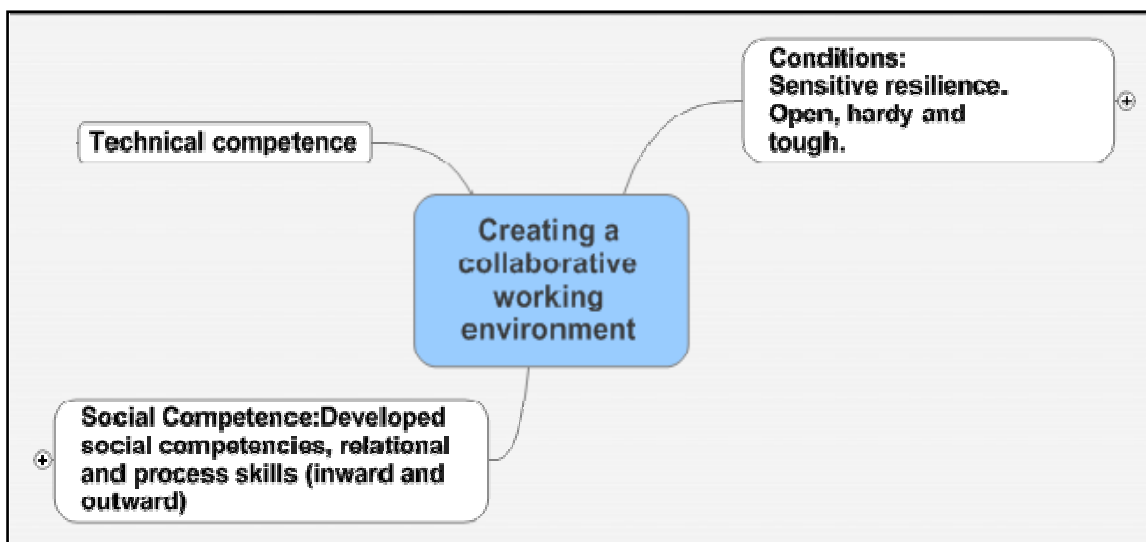 Conditions:
Sensitive resilience.
Open, hardy and
tough.
Technical competence
Creating a
collaborative
working
environment
Social Competence:Developed
social competencies, relational
and process skills (inward and
outward)